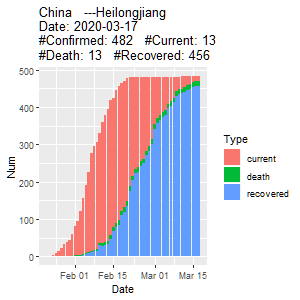 China   ---Heilongjiang
Date: 2020-03-17
#Confirmed: 482   #Current: 13
#Death: 13   #Recovered: 456
500
400
300
200
100
0
Num
Feb 01
Feb 15
Mar 01
Mar 15
Date
Type
current
death
recovered